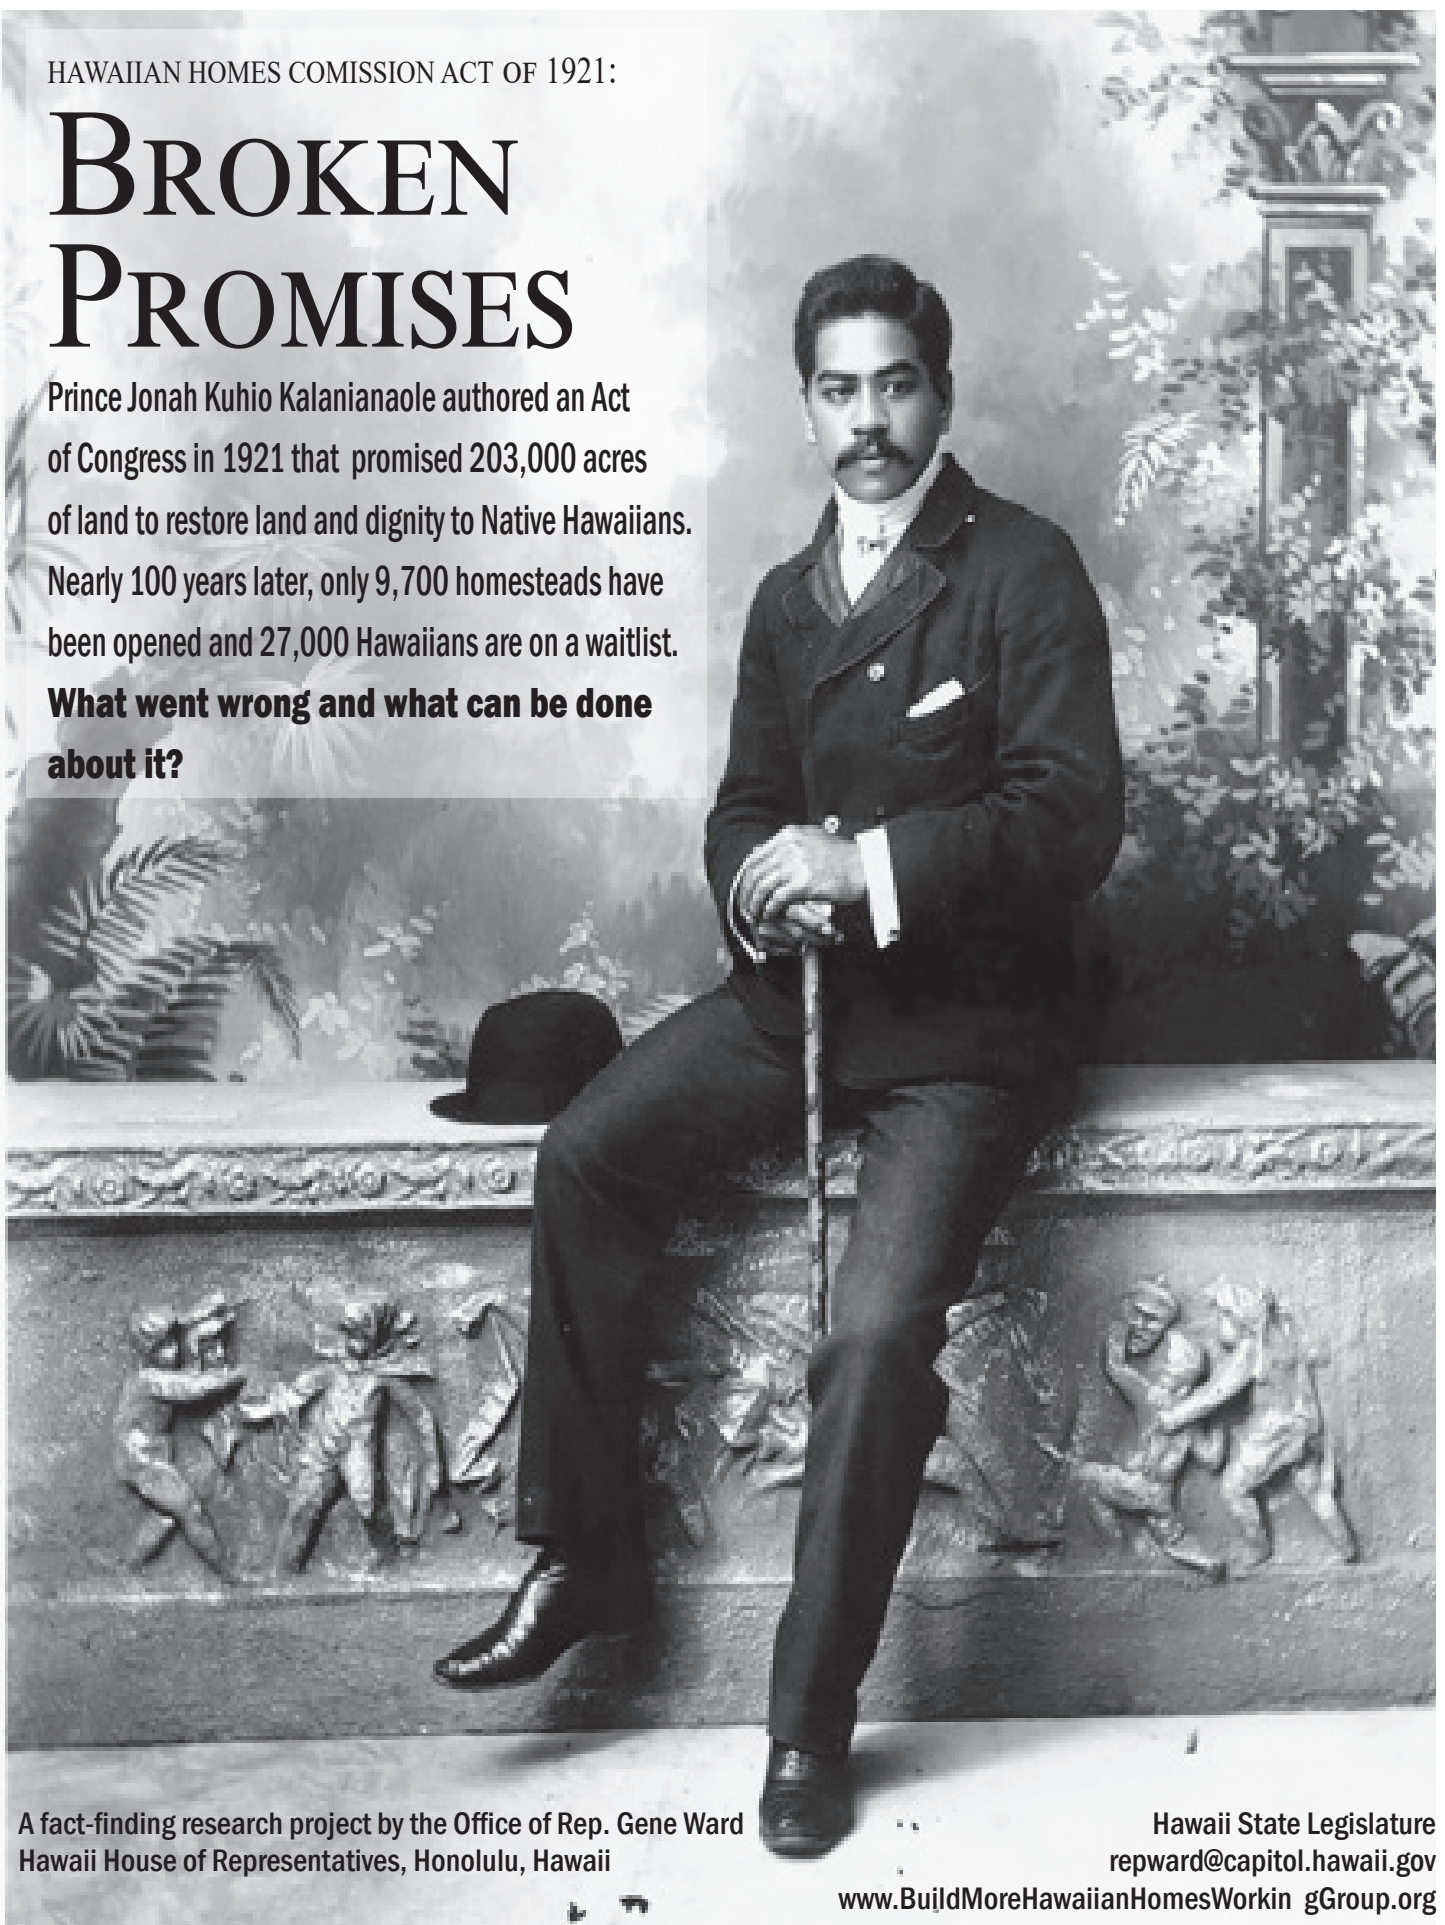 HAWAIIAN HOMES COMISSION ACT OF 1921:
BROKEN
PROMISES
Prince Jonah Kuhio Kalanianaole authored an Act
of Congress in 1921 that promised 203,000 acres
of land to restore land and dignity to Native Hawaiians.
Nearly 100 years later, only 9,700 homesteads have
been opened and 27,000 Hawaiians are on a waitlist.
What went wrong and what can be done
about it?
A fact-finding research project by the Office of Rep. Gene Ward
Hawaii House of Representatives, Honolulu, Hawaii
Hawaii State Legislature
repward@capitol.hawaii.gov
www.BuildMoreHawaiianHomesWorkin gGroup.org